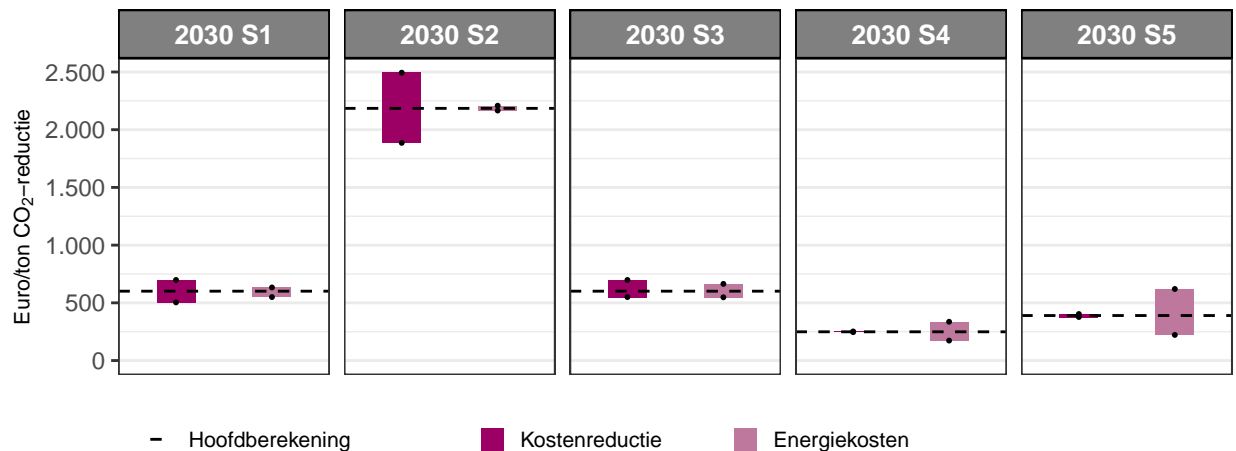 2030 S1 2030 S2 2030 S3 2030 S4 2030 S5
Euro/ton CO₂−reductie
2.500
2.000
1.500
1.000
500
0
Hoofdberekening Kostenreductie Energiekosten